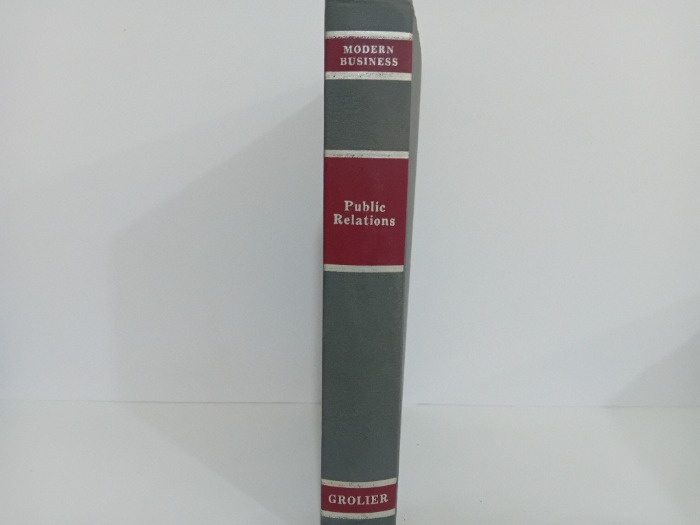 MODERN
BUSINESS
Public
Relations
GROLIER